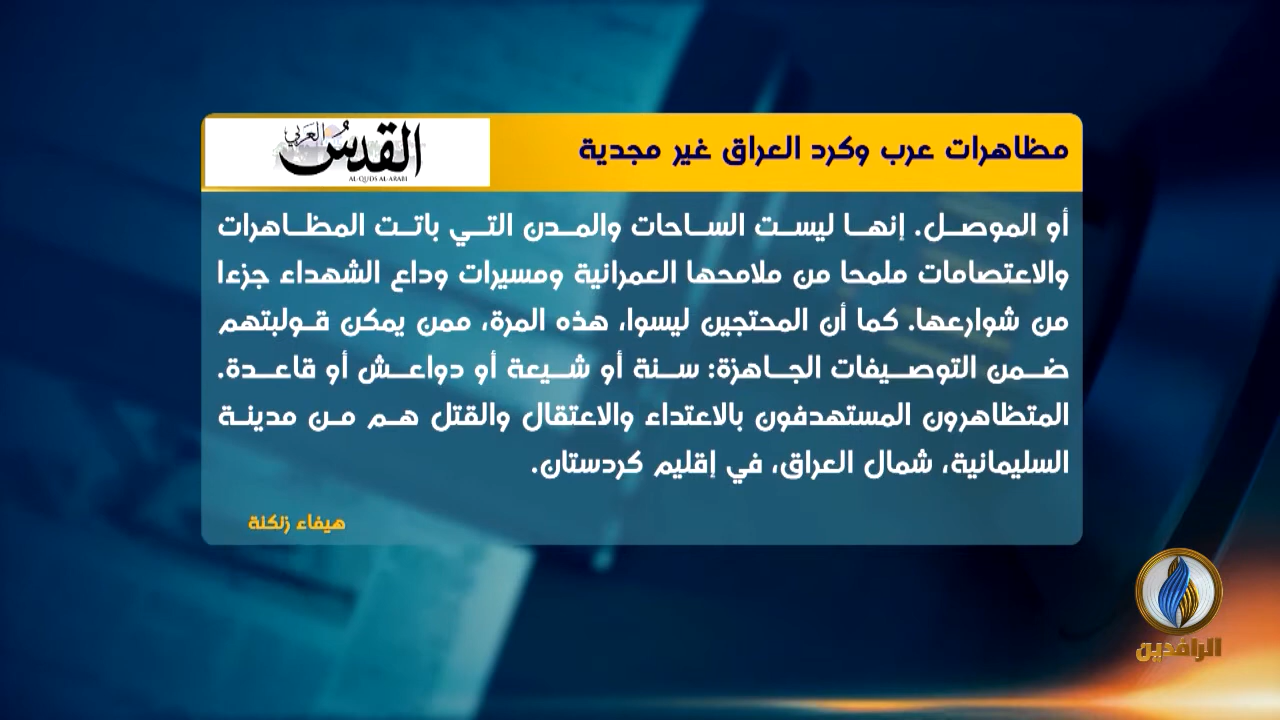 مظاهرات عرب وكرد العراق غير مجدية
القدس العربي
AL-QUDS AL-ARABI
أو الموصل. إنها ليست الساحات والمدن التي باتت المظاهرات
والاعتصامات ملمحا من ملامحها العمرانية ومسيرات وداع الشهداء جزءا
من شوارعها. كما أن المحتجين ليسوا، هذه المرة، ممن يمكن قولبتهم
ضمن التوصيفات الجاهزة: سنة أو شيعة أو دواعش أو قاعدة.
المتظاهرون المستهدفون بالاعتداء والاعتقال والقتل هم من مدينة
السليمانية، شمال العراق، في إقليم كردستان.
هيفاء زنكنة
الرافدين